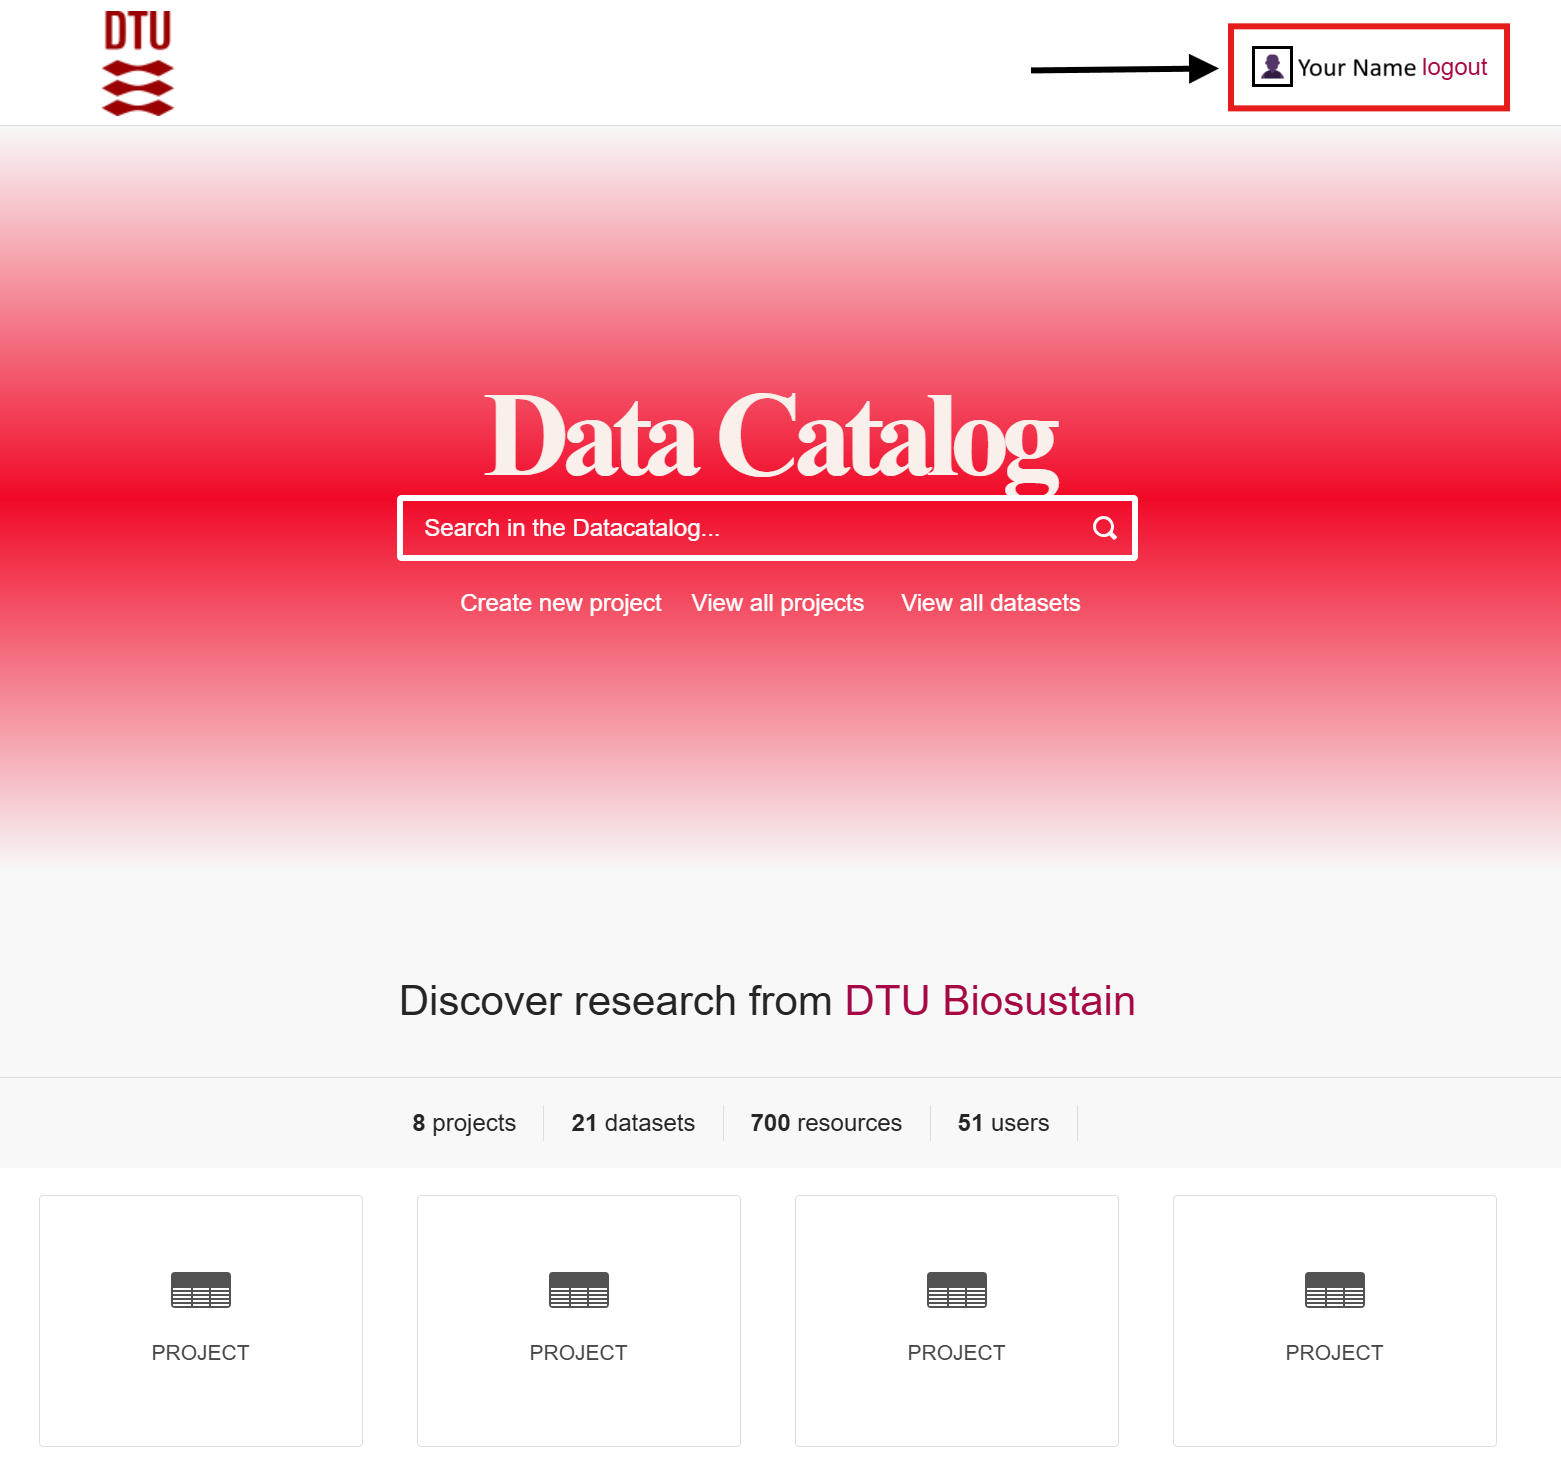 DTU
Your Name logout
Data Catalog
Search in the Datacatalog...
Create new project View all projects View all datasets
Discover research from DTU Biosustain
8 projects 21 datasets 700 resources 51 users
PROJECT PROJECT PROJECT PROJECT